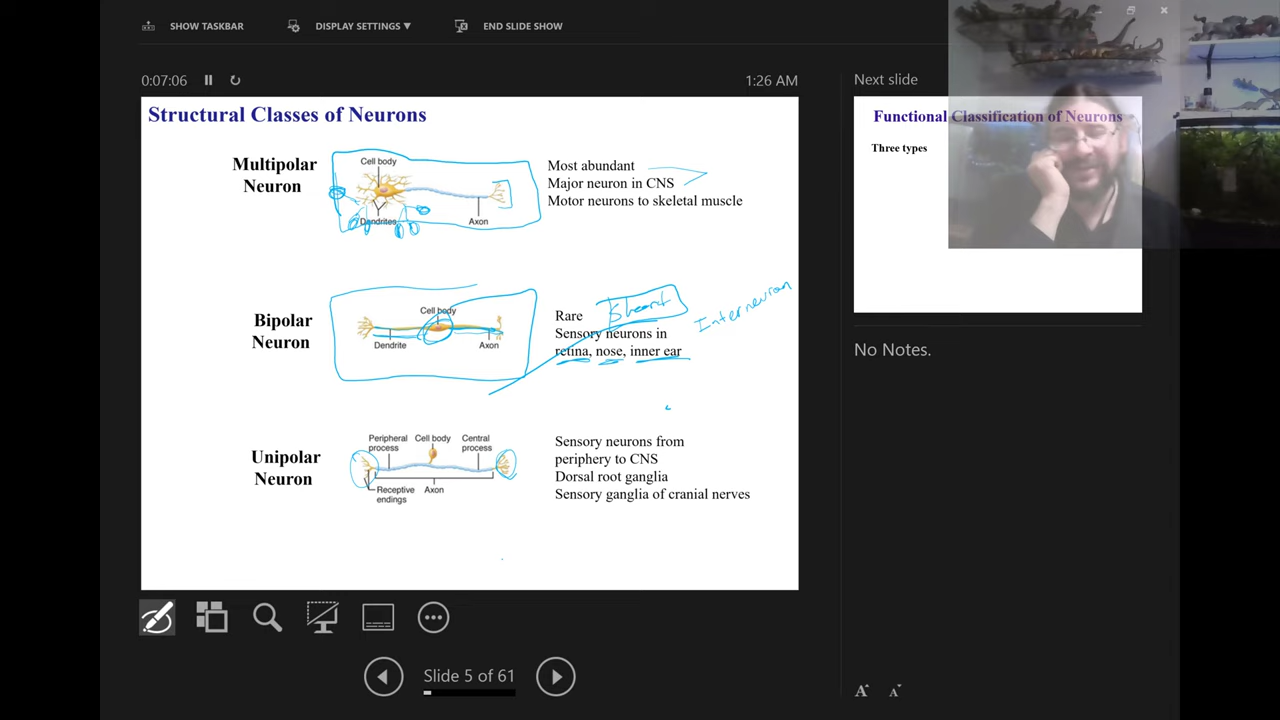 SHOW TASKBAR
DISPLAY SETTINGS ▼
END SLIDE SHOW
0:07:06
1:26 AM
Structural Classes of Neurons
Multipolar
Neuron
Cell body
Dendrites
Axon
Most abundant
Major neuron in CNS
Motor neurons to skeletal muscle
Bipolar
Neuron
Cell body
Dendrite
Axon
Rare
Sensory neurons in
retina, nose, inner ear
Interneuron
Unipolar
Neuron
Peripheral
process
Cell body
Central
process
Receptive
endings
Axon
Sensory neurons from
periphery to CNS
Dorsal root ganglia
Sensory ganglia of cranial nerves
Slide 5 of 61
Next slide
Functional Classification of Neurons
Three types
No Notes.
A
A